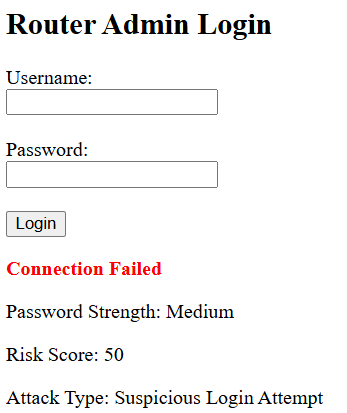 Router Admin Login
Username:
Password:
Login
Connection Failed
Password Strength: Medium
Risk Score: 50
Attack Type: Suspicious Login Attempt